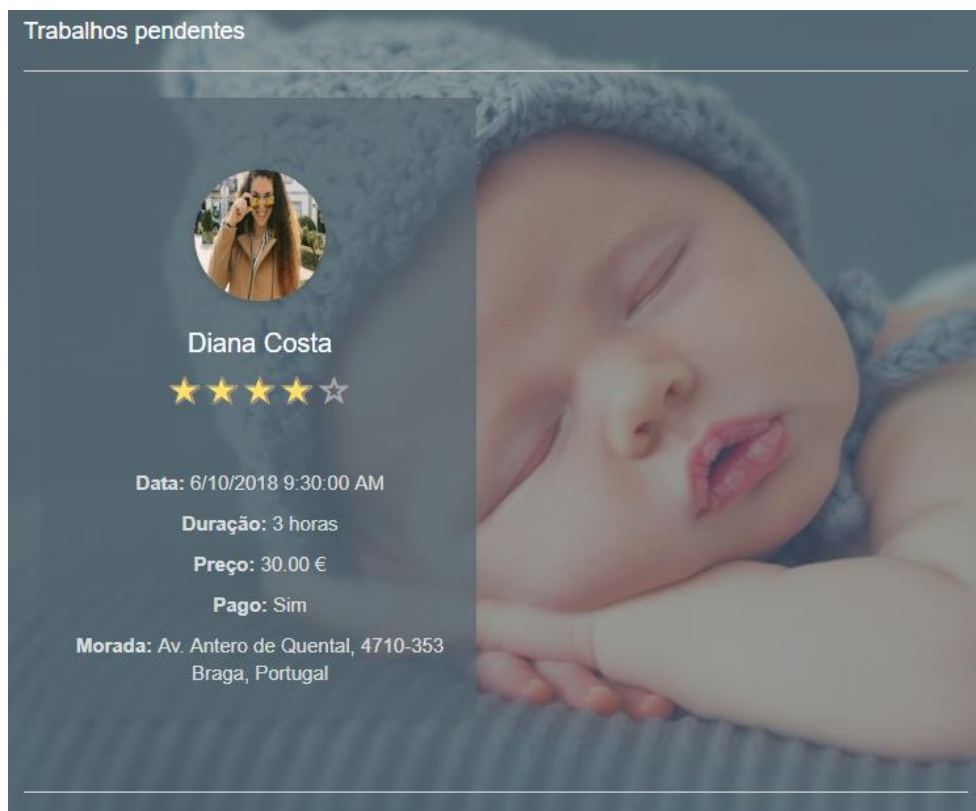 Trabalhos pendentes
Diana Costa
Data: 6/10/2018 9:30:00 AM
Duração: 3 horas
Preço: 30.00 €
Pago: Sim
Morada: Av. Antero de Quental, 4710-353
Braga, Portugal